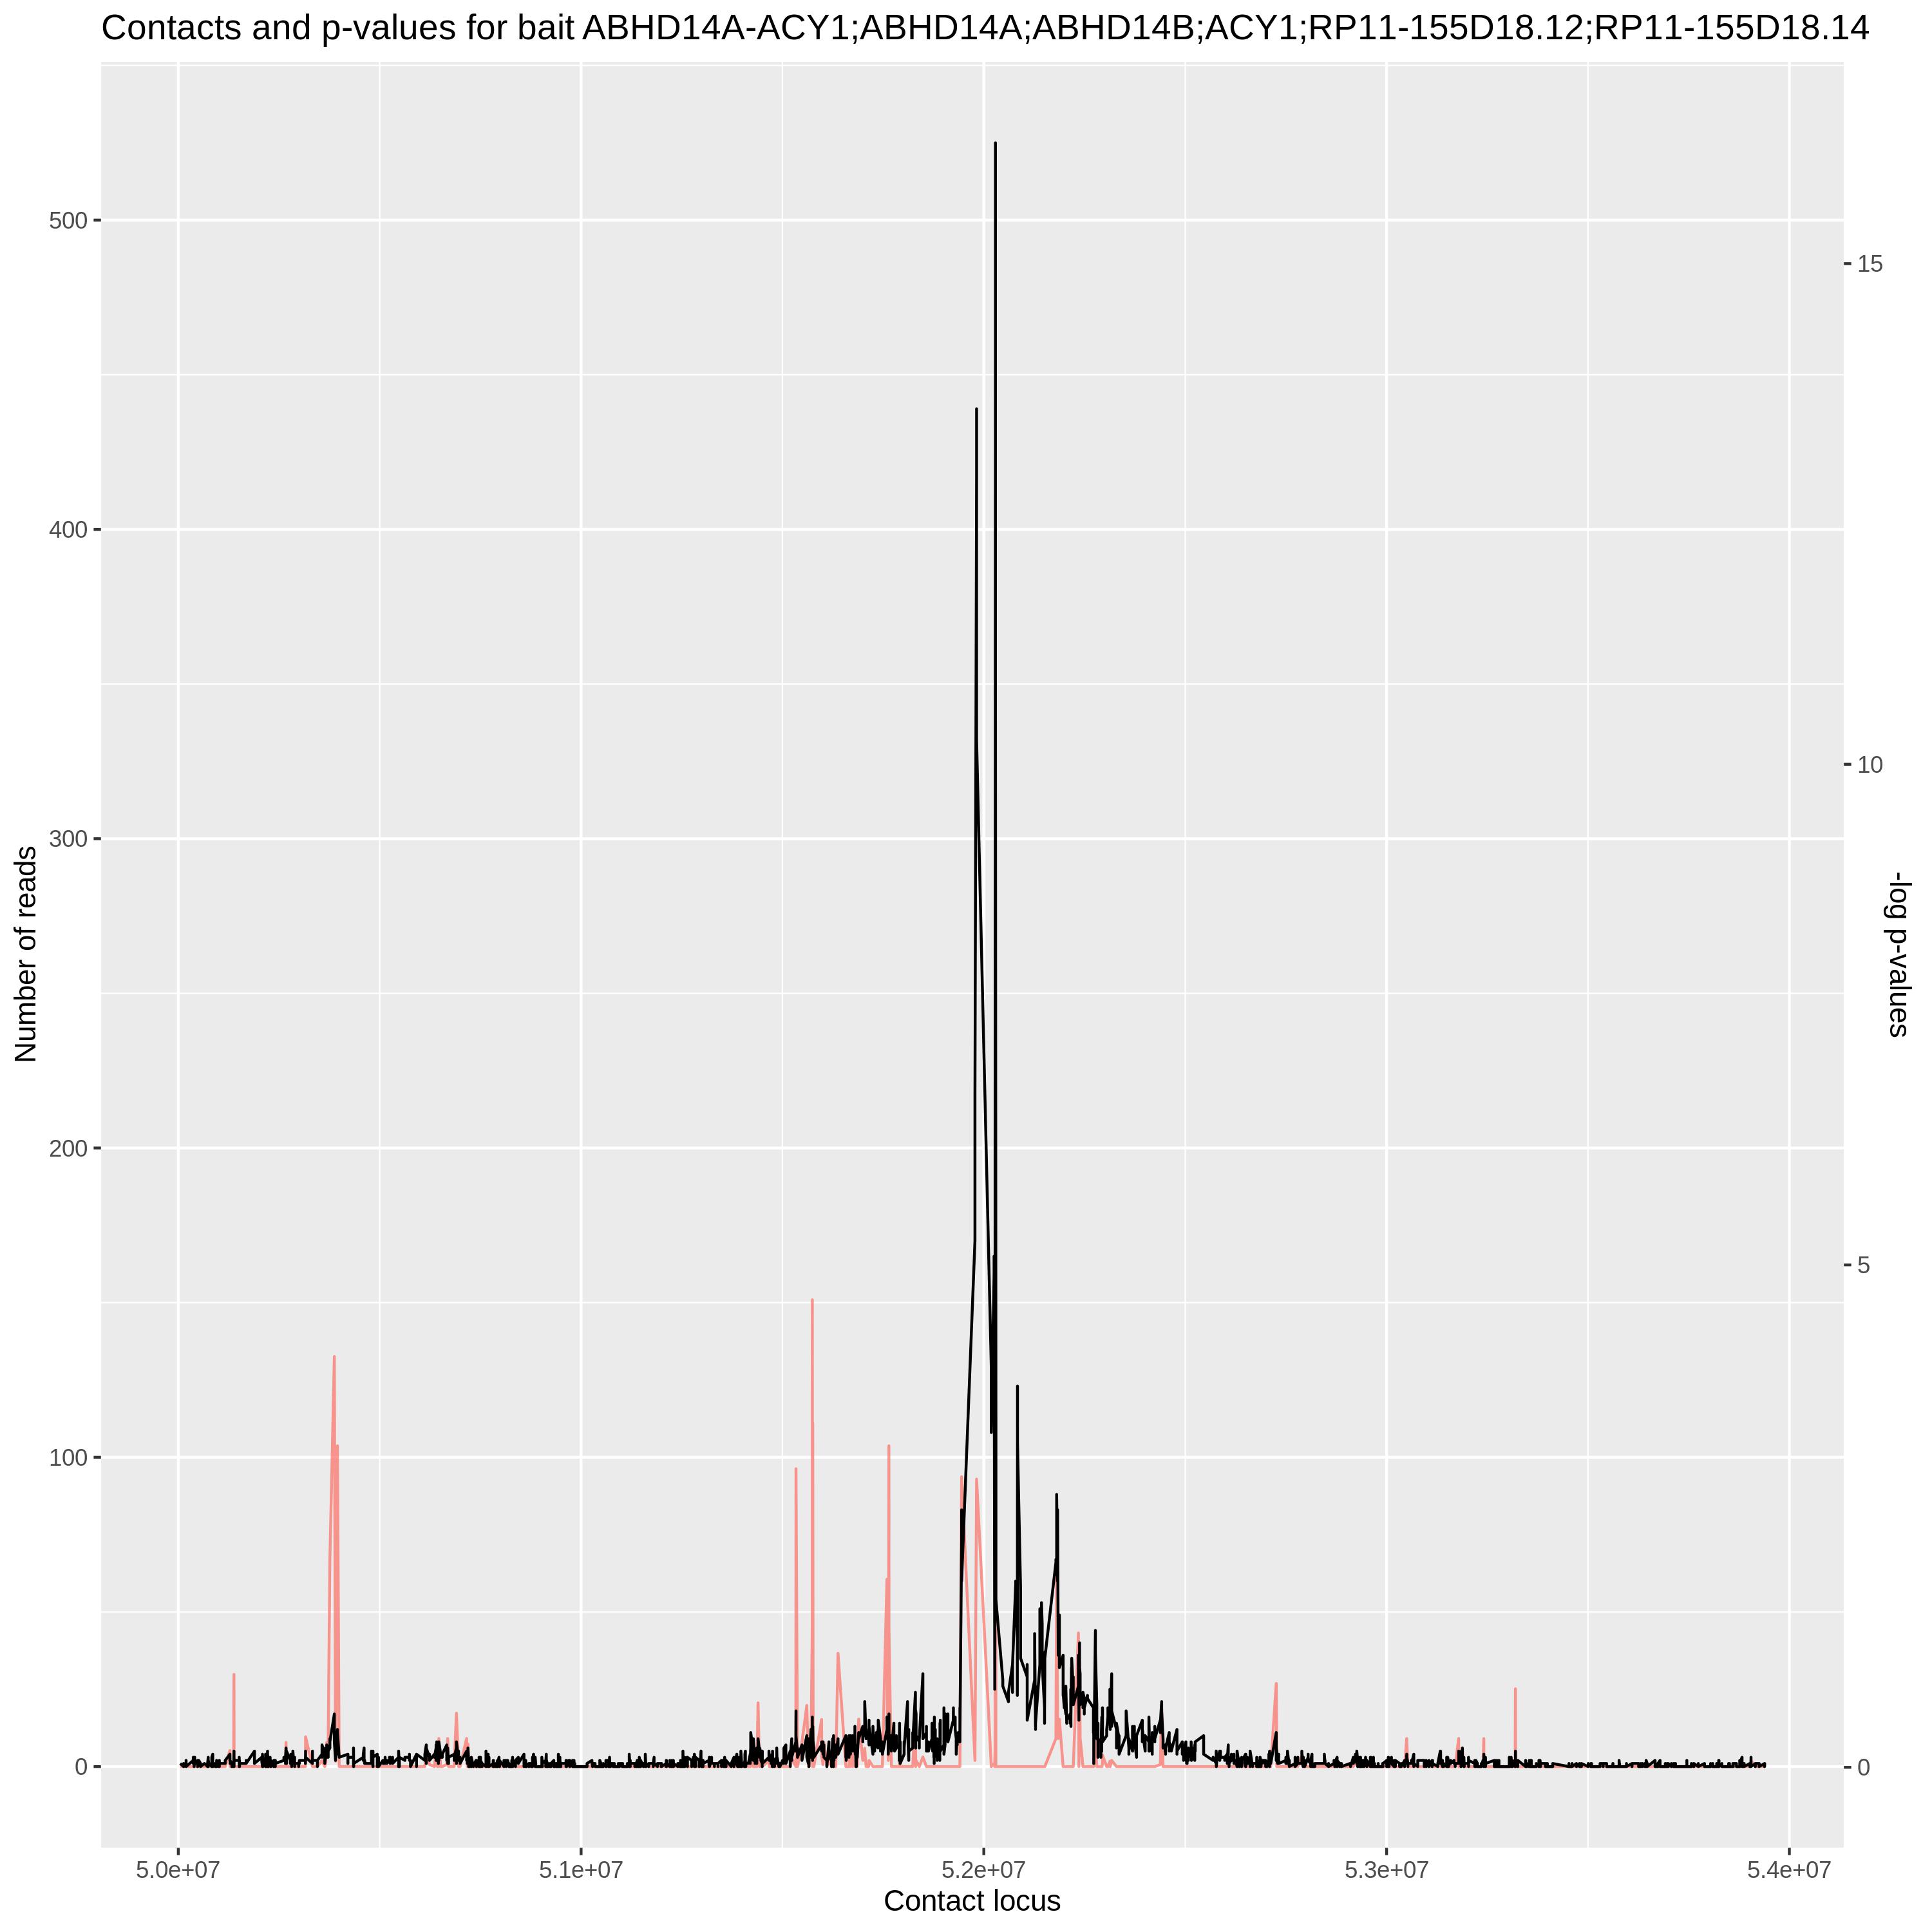 Contacts and p-values for bait ABHD14A-ACY1;ABHD14A;ABHD14B;ACY1;RP11-155D18.12;RP11-155D18.14
500
400
300
200
100
0
Number of reads
15
10
5
0
-log p-values
5.0e+07
5.1e+07
5.2e+07
5.3e+07
5.4e+07
Contact locus